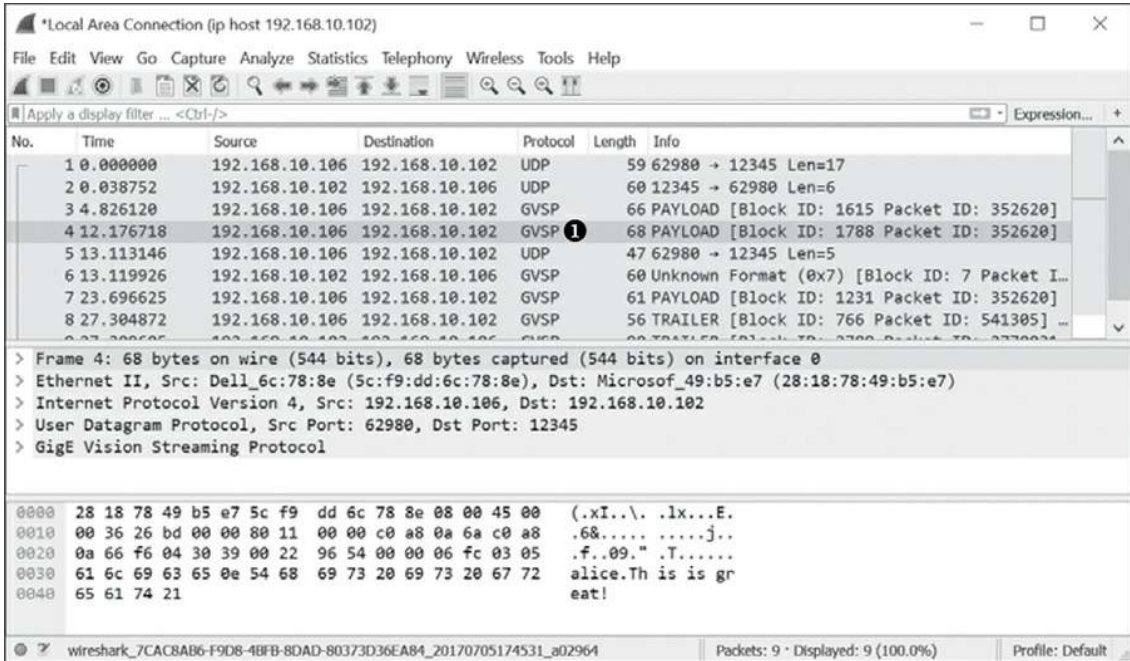 *Local Area Connection (ip host 192.168.10.102)
File Edit View Go Capture Analyze Statistics Telephony Wireless Tools Help
Apply a display filter ... <Ctrl-/> Expression... +
No. Time Source Destination Protocol Length Info
1 0.000000 192.168.10.106 192.168.10.102 UDP 59 62980 → 12345 Len=17
2 0.038752 192.168.10.102 192.168.10.106 UDP 60 12345 → 62980 Len=6
3 4.826120 192.168.10.106 192.168.10.102 GVSP 66 PAYLOAD [Block ID: 1615 Packet ID: 352620]
4 12.176718 192.168.10.106 192.168.10.102 GVSP 1 68 PAYLOAD [Block ID: 1788 Packet ID: 352620]
5 13.113146 192.168.10.106 192.168.10.102 UDP 47 62980 → 12345 Len=5
6 13.119926 192.168.10.102 192.168.10.106 GVSP 60 Unknown Format (0x7) [Block ID: 7 Packet I…
7 23.696625 192.168.10.106 192.168.10.102 GVSP 61 PAYLOAD [Block ID: 1231 Packet ID: 352620]
8 27.304872 192.168.10.106 192.168.10.102 GVSP 56 TRAILER [Block ID: 766 Packet ID: 541305] …
> Frame 4: 68 bytes on wire (544 bits), 68 bytes captured (544 bits) on interface 0
> Ethernet II, Src: Dell_6c:78:8e (5c:f9:dd:6c:78:8e), Dst: Microsof_49:b5:e7 (28:18:78:49:b5:e7)
> Internet Protocol Version 4, Src: 192.168.10.106, Dst: 192.168.10.102
> User Datagram Protocol, Src Port: 62980, Dst Port: 12345
> GigE Vision Streaming Protocol
0000 28 18 78 49 b5 e7 5c f9 dd 6c 78 8e 08 00 45 00 (.xI..\. .lx...E.
0010 00 36 26 bd 00 00 80 11 00 00 c0 a8 0a 6a c0 a8 .6&..... .....j..
0020 0a 66 f6 04 30 39 00 22 96 54 00 00 06 fc 03 05 .f..09." .T......
0030 61 6c 69 63 65 0e 54 68 69 73 20 69 73 20 67 72 alice.Th is is gr
0040 65 61 74 21 eat!
wireshark_7CAC8AB6-F9D8-4BFB-8DAD-80373D36EA84_20170705174531_a02964 Packets: 9 · Displayed: 9 (100.0%) Profile: Default